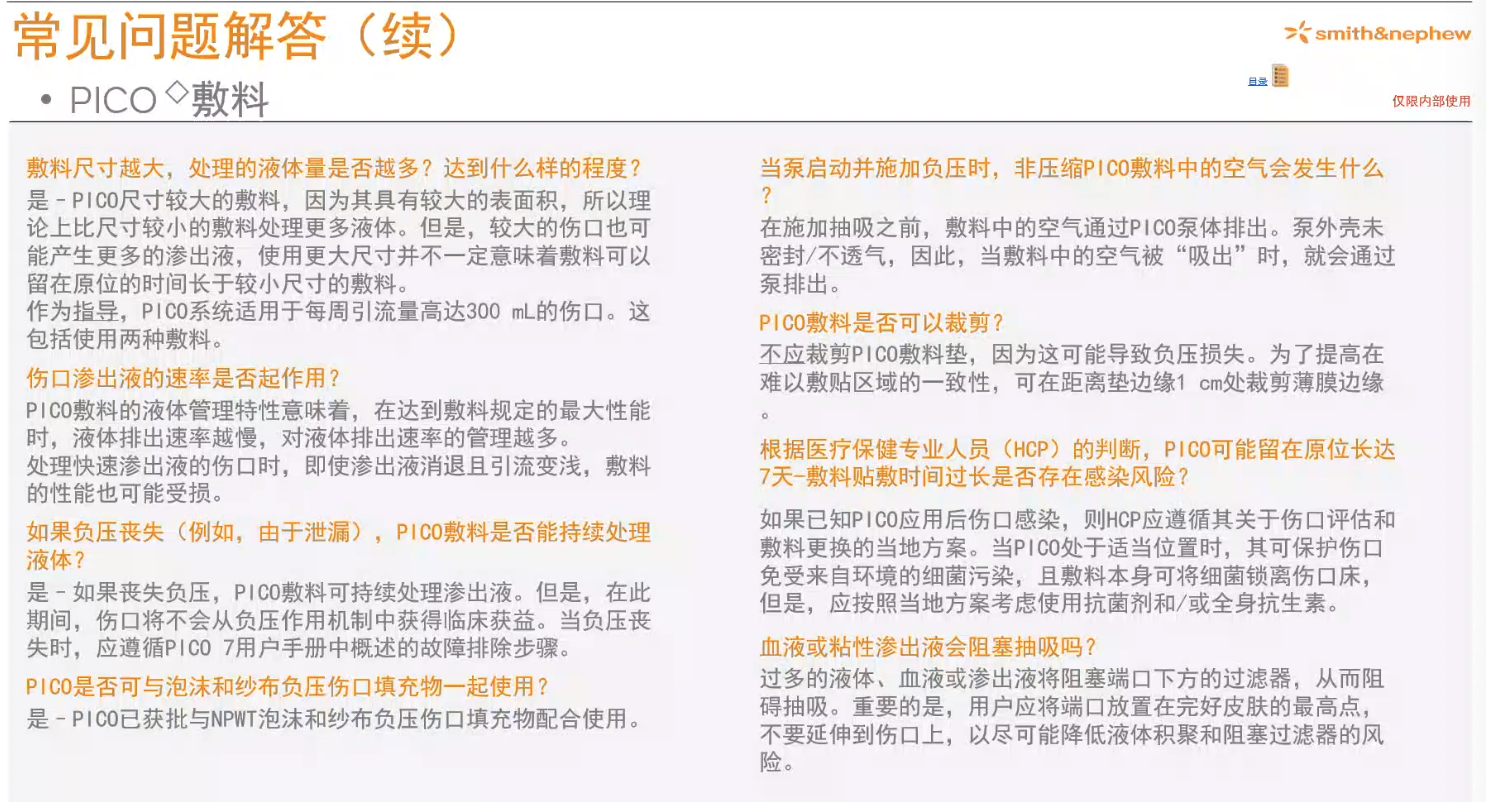 常见问题解答（续）
smith&nephew
目录
• PICO◇敷料
仅限内部使用
敷料尺寸越大，处理的液体量是否越多？达到什么样的程度？
是–PICO尺寸较大的敷料，因为其具有较大的表面积，所以理
论上比尺寸较小的敷料处理更多液体。但是，较大的伤口也可
能产生更多的渗出液，使用更大尺寸并不一定意味着敷料可以
留在原位的时间长于较小尺寸的敷料。
作为指导，PICO系统适用于每周引流量高达300 mL的伤口。这
包括使用两种敷料。
伤口渗出液的速率是否起作用？
PICO敷料的液体管理特性意味着，在达到敷料规定的最大性能
时，液体排出速率越慢，对液体排出速率的管理越多。
处理快速渗出液的伤口时，即使渗出液消退且引流变浅，敷料
的性能也可能受损。
如果负压丧失（例如，由于泄漏），PICO敷料是否能持续处理
液体？
是–如果丧失负压，PICO敷料可持续处理渗出液。但是，在此
期间，伤口将不会从负压作用机制中获得临床获益。当负压丧
失时，应遵循PICO 7用户手册中概述的故障排除步骤。
PICO是否可与泡沫和纱布负压伤口填充物一起使用？
是–PICO已获批与NPWT泡沫和纱布负压伤口填充物配合使用。
当泵启动并施加负压时，非压缩PICO敷料中的空气会发生什么
？
在施加抽吸之前，敷料中的空气通过PICO泵体排出。泵外壳未
密封/不透气，因此，当敷料中的空气被“吸出”时，就会通过
泵排出。
PICO敷料是否可以裁剪？
不应裁剪PICO敷料垫，因为这可能导致负压损失。为了提高在
难以敷贴区域的一致性，可在距离垫边缘1 cm处裁剪薄膜边缘
。
根据医疗保健专业人员（HCP）的判断，PICO可能留在原位长达
7天-敷料贴敷时间过长是否存在感染风险？
如果已知PICO应用后伤口感染，则HCP应遵循其关于伤口评估和
敷料更换的当地方案。当PICO处于适当位置时，其可保护伤口
免受来自环境的细菌污染，且敷料本身可将细菌锁离伤口床，
但是，应按照当地方案考虑使用抗菌剂和/或全身抗生素。
血液或粘性渗出液会阻塞抽吸吗？
过多的液体、血液或渗出液将阻塞端口下方的过滤器，从而阻
碍抽吸。重要的是，用户应将端口放置在完好皮肤的最高点，
不要延伸到伤口上，以尽可能降低液体积聚和阻塞过滤器的风
险。